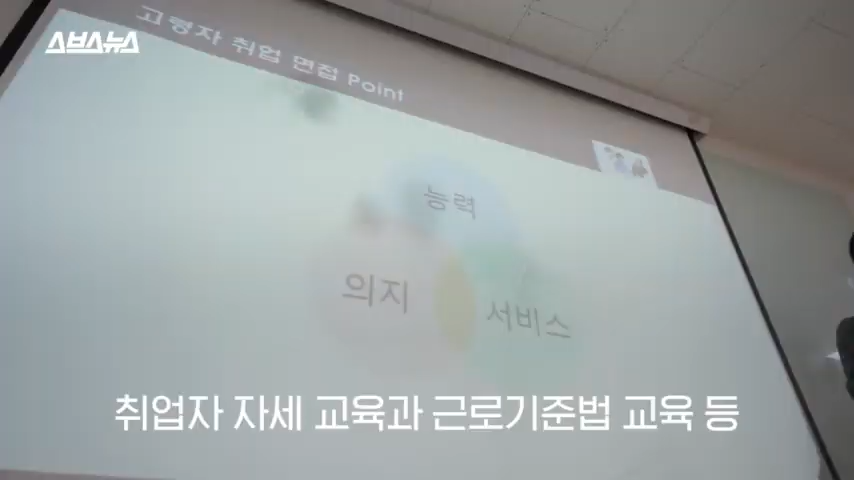 스브스뉴스
고령자 취업 면접 Point
능력
의지
서비스
취업자 자세 교육과 근로기준법 교육 등